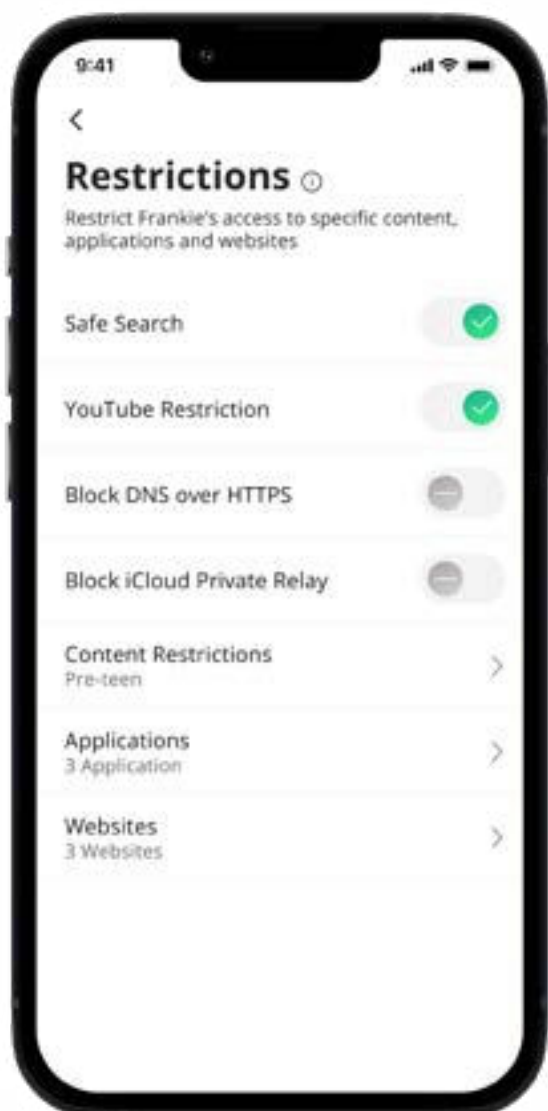 9:41
Restrictions
Restrict Frankie's access to specific content,
applications and websites
Safe Search
YouTube Restriction
Block DNS over HTTPS
Block iCloud Private Relay
Content Restrictions
Pre-teen
Applications
3 Application
Websites
3 Websites